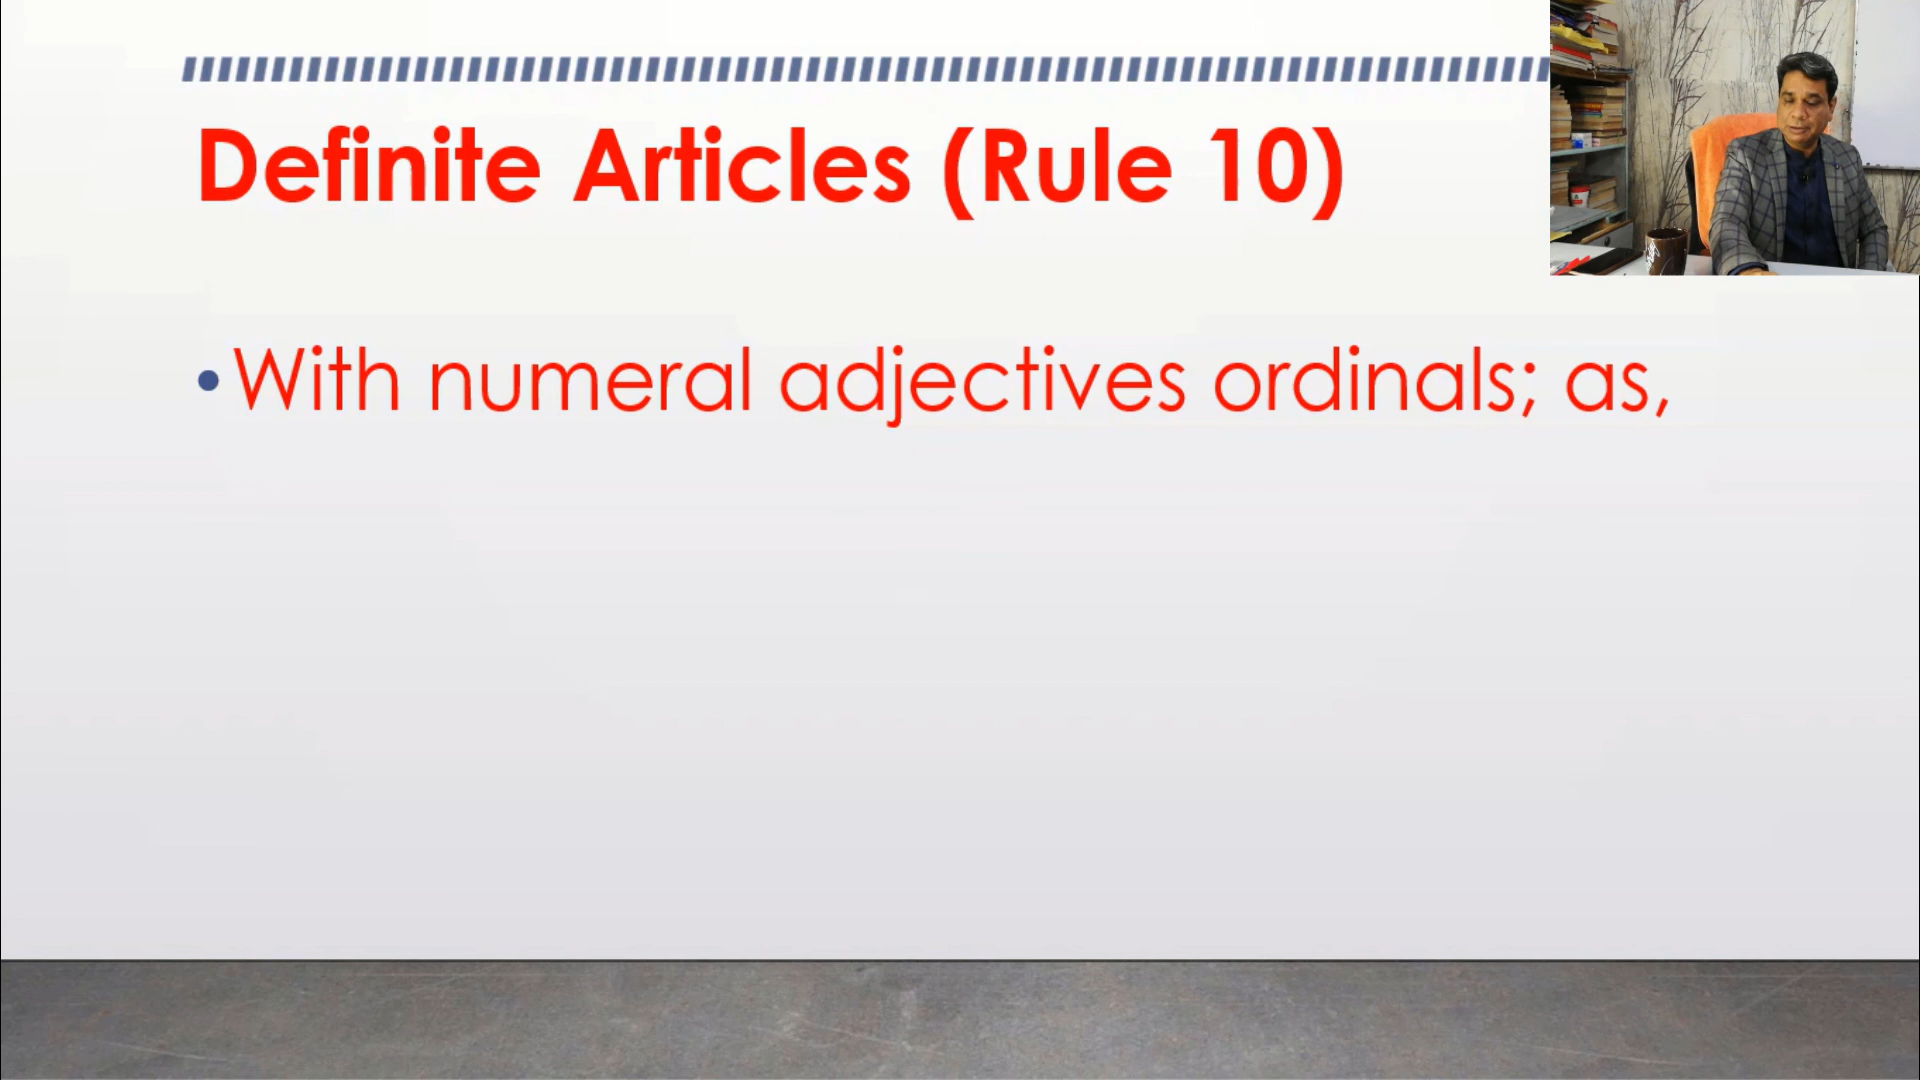 Definite Articles (Rule 10)
•With numeral adjectives ordinals; as,